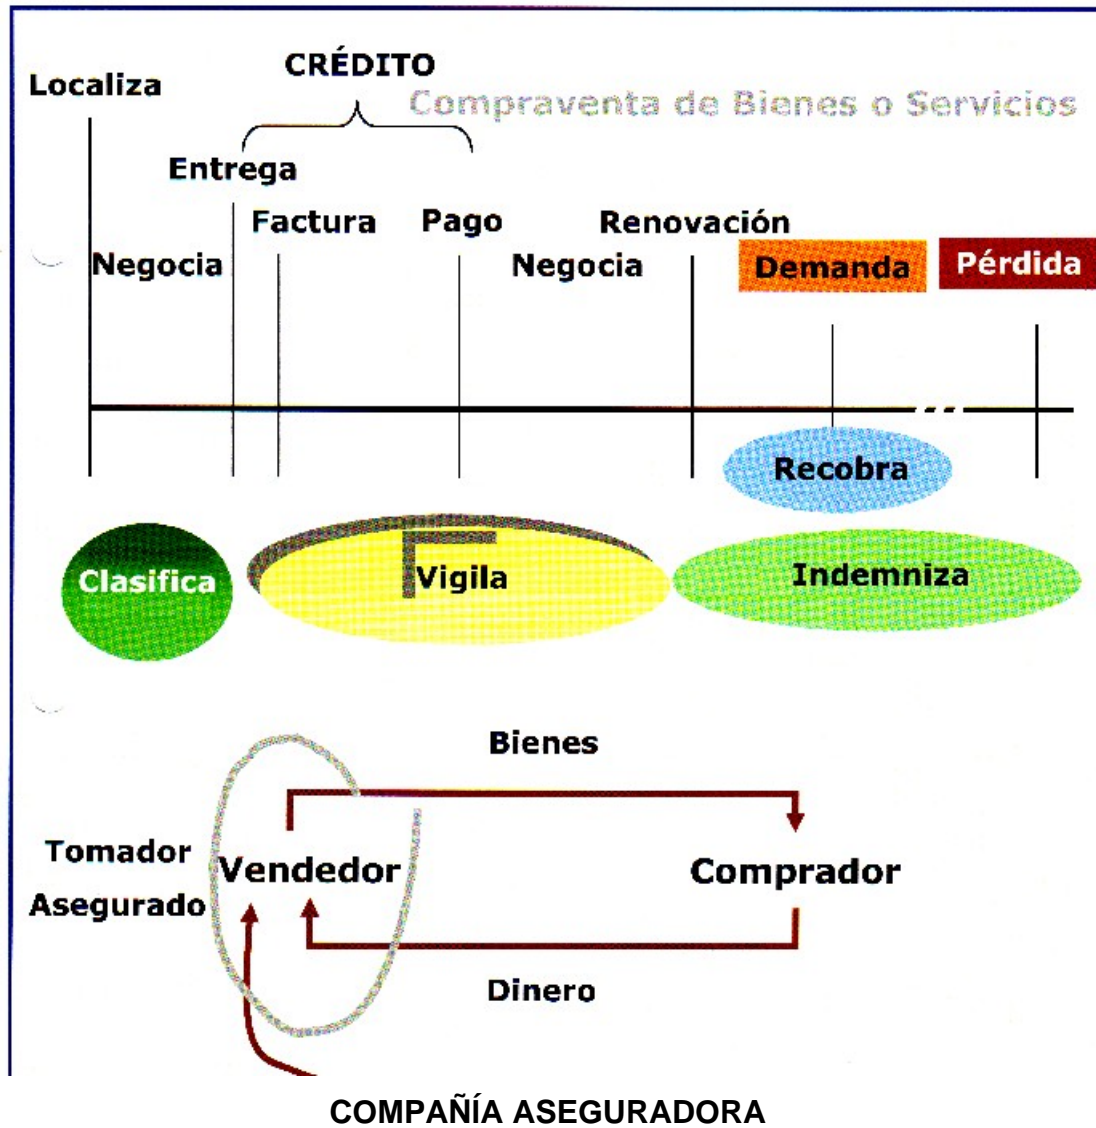 CRÉDITO
Localiza
Compraventa de Bienes o Servicios
Entrega
Factura
Pago
Renovación
Negocia
Negocia
Demanda
Pérdida
Recobra
Clasifica
Vigila
Indemniza
Bienes
Tomador
Asegurado
Vendedor
Comprador
Dinero
COMPAÑÍA ASEGURADORA